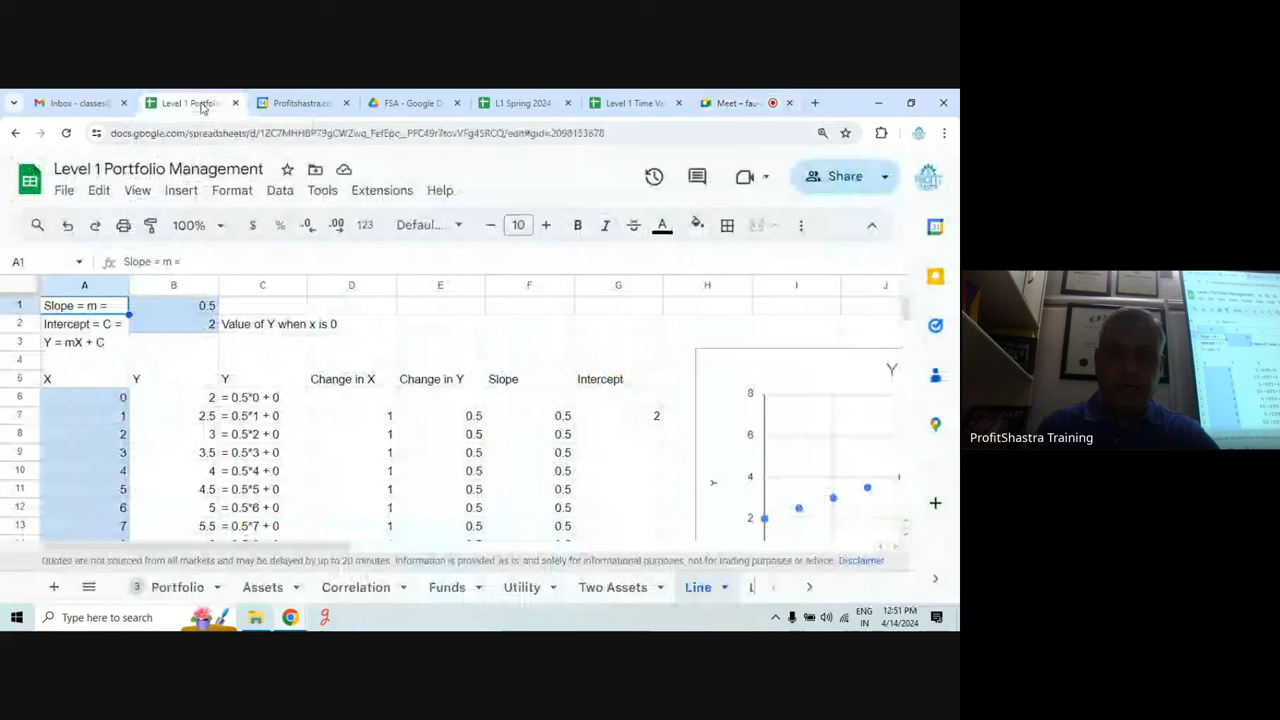 Inbox - classes@
Level 1 Portfolio
Profitshastra.co
FSA - Google D
L1 Spring 2024
Level 1 Time Va
Meet – fau-
Level 1 Portfolio Management
File Edit View Insert Format Data Tools Extensions Help
Share
100% $ % .0 .00 123 Defaul... − 10 + B I S A
A1 fx Slope = m =
A B C D E F G H I J
1 Slope = m = 0.5
2 Intercept = C = 2 Value of Y when x is 0
3 Y = mX + C
4
5 X Y Y Change in X Change in Y Slope Intercept
6 0 2 = 0.5*0 + 0
7 1 2.5 = 0.5*1 + 0 1 0.5 0.5 2
8 2 3 = 0.5*2 + 0 1 0.5 0.5
9 3 3.5 = 0.5*3 + 0 1 0.5 0.5
10 4 4 = 0.5*4 + 0 1 0.5 0.5
11 5 4.5 = 0.5*5 + 0 1 0.5 0.5
12 6 5 = 0.5*6 + 0 1 0.5 0.5
13 7 5.5 = 0.5*7 + 0 1 0.5 0.5
Y
8
6
4
2
Y
Quotes are not sourced from all markets and may be delayed by up to 20 minutes. Information is provided 'as is' and solely for informational purposes, not for trading purposes or advice. Disclaimer
3 Portfolio Assets Correlation Funds Utility Two Assets Line
Type here to search
ENG
IN
12:51 PM
4/14/2024
ProfitShastra Training